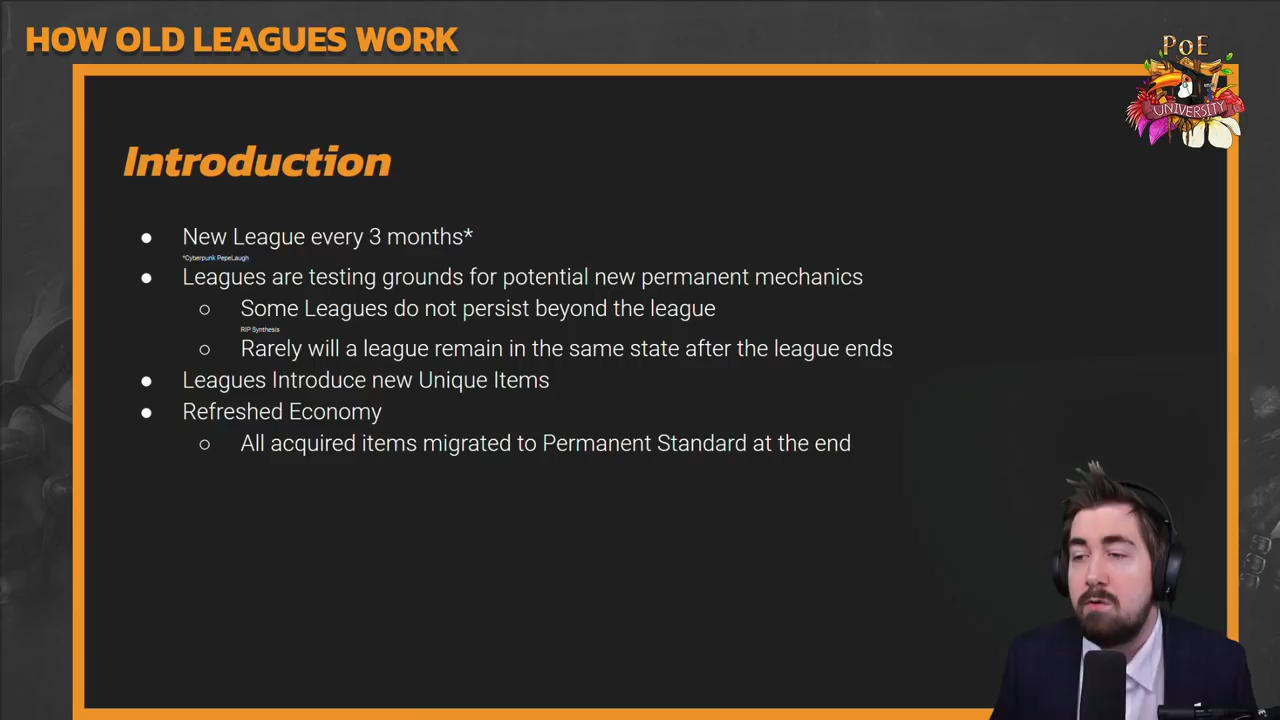 HOW OLD LEAGUES WORK
PoE
UNIVERSITY
Introduction
● New League every 3 months*
*Cyberpunk PepeLaugh
● Leagues are testing grounds for potential new permanent mechanics
○ Some Leagues do not persist beyond the league
RIP Synthesis
○ Rarely will a league remain in the same state after the league ends
● Leagues Introduce new Unique Items
● Refreshed Economy
○ All acquired items migrated to Permanent Standard at the end